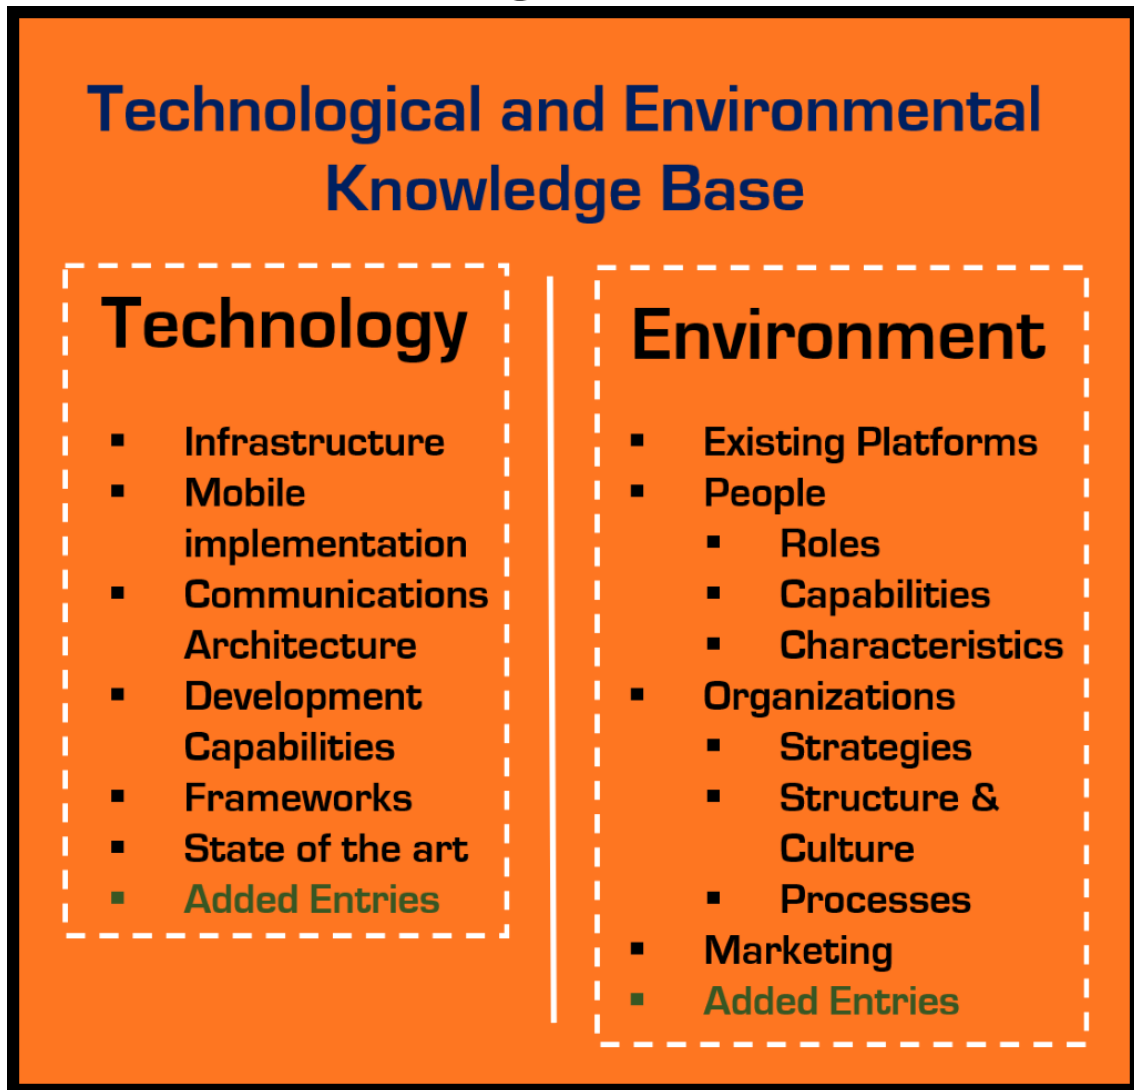 Technological and Environmental
Knowledge Base
Technology
▪ Infrastructure
▪ Mobile
implementation
▪ Communications
Architecture
▪ Development
Capabilities
▪ Frameworks
▪ State of the art
▪ Added Entries
Environment
▪ Existing Platforms
▪ People
▪ Roles
▪ Capabilities
▪ Characteristics
▪ Organizations
▪ Strategies
▪ Structure &
Culture
▪ Processes
▪ Marketing
▪ Added Entries